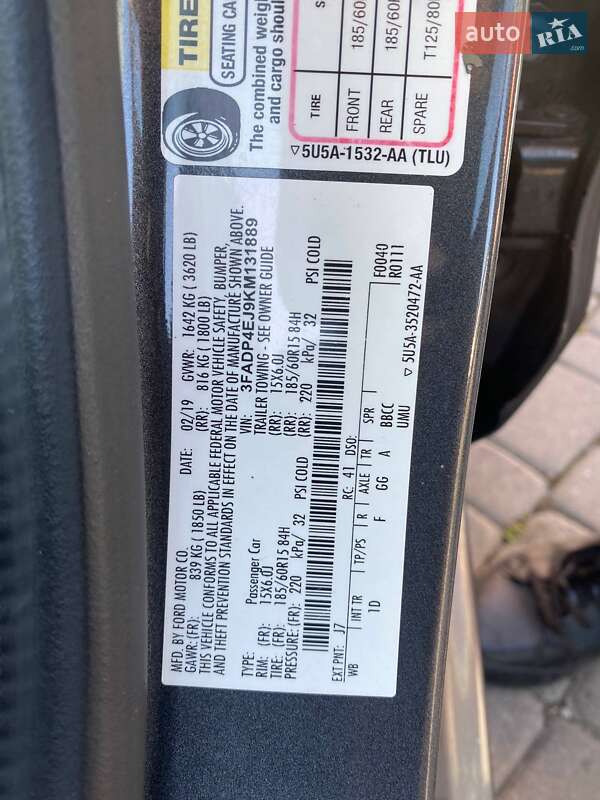 auto RIA.com
TIRE
SEATING CA
The combined weig
and cargo shoul
TIRE S
FRONT 185/60
REAR 185/60
SPARE T125/80
▽5U5A-1532-AA (TLU)
MFD. BY FORD MOTOR CO. DATE: 02/19 GVWR: 1642 KG ( 3620 LB)
GAWR: (FR): 839 KG (1850 LB) (RR): 816 KG (1800 LB)
THIS VEHICLE CONFORMS TO ALL APPLICABLE FEDERAL MOTOR VEHICLE SAFETY, BUMPER,
AND THEFT PREVENTION STANDARDS IN EFFECT ON THE DATE OF MANUFACTURE SHOWN ABOVE.
VIN: 3FADP4EJ9KM131889
TYPE: Passenger Car TRAILER TOWING - SEE OWNER GUIDE
RIM: (FR): 15X6.0J (RR): 15X6.0J
TIRE: (FR): 185/60R15 84H (RR): 185/60R15 84H
PRESSURE: (FR): 220 kPa/ 32 PSI COLD (RR): 220 kPa/ 32 PSI COLD
EXT PNT: J7 RC: 41 DSO: F0040
R0111
WB INT TR TP/PS R AXLE TR SPR
1D F GG A BBCC
UMU ▽5U5A-3520472-AA